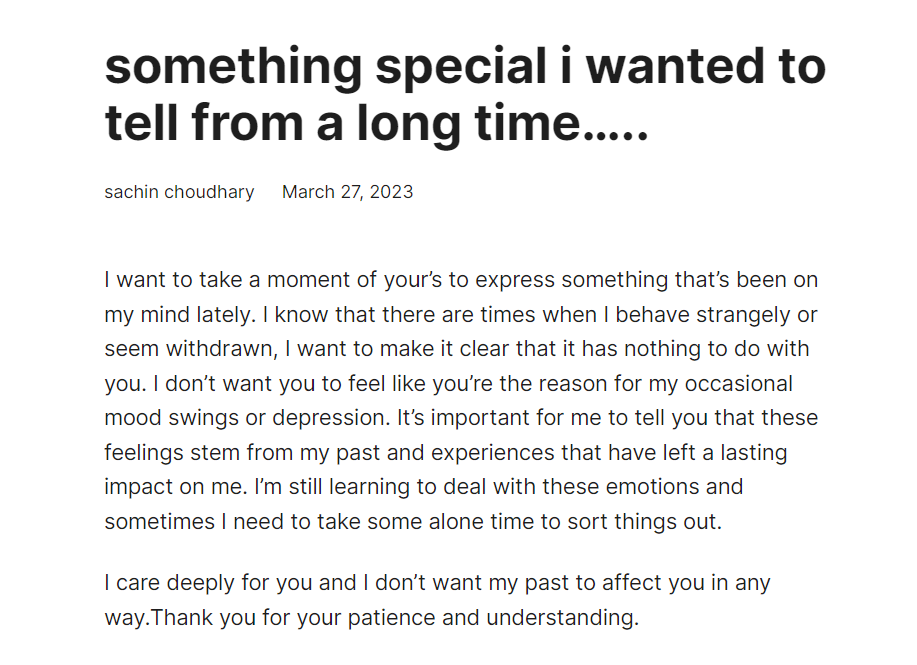 something special i wanted to
tell from a long time…..
sachin choudhary March 27, 2023
I want to take a moment of your’s to express something that’s been on
my mind lately. I know that there are times when I behave strangely or
seem withdrawn, I want to make it clear that it has nothing to do with
you. I don’t want you to feel like you’re the reason for my occasional
mood swings or depression. It’s important for me to tell you that these
feelings stem from my past and experiences that have left a lasting
impact on me. I’m still learning to deal with these emotions and
sometimes I need to take some alone time to sort things out.
I care deeply for you and I don’t want my past to affect you in any
way.Thank you for your patience and understanding.